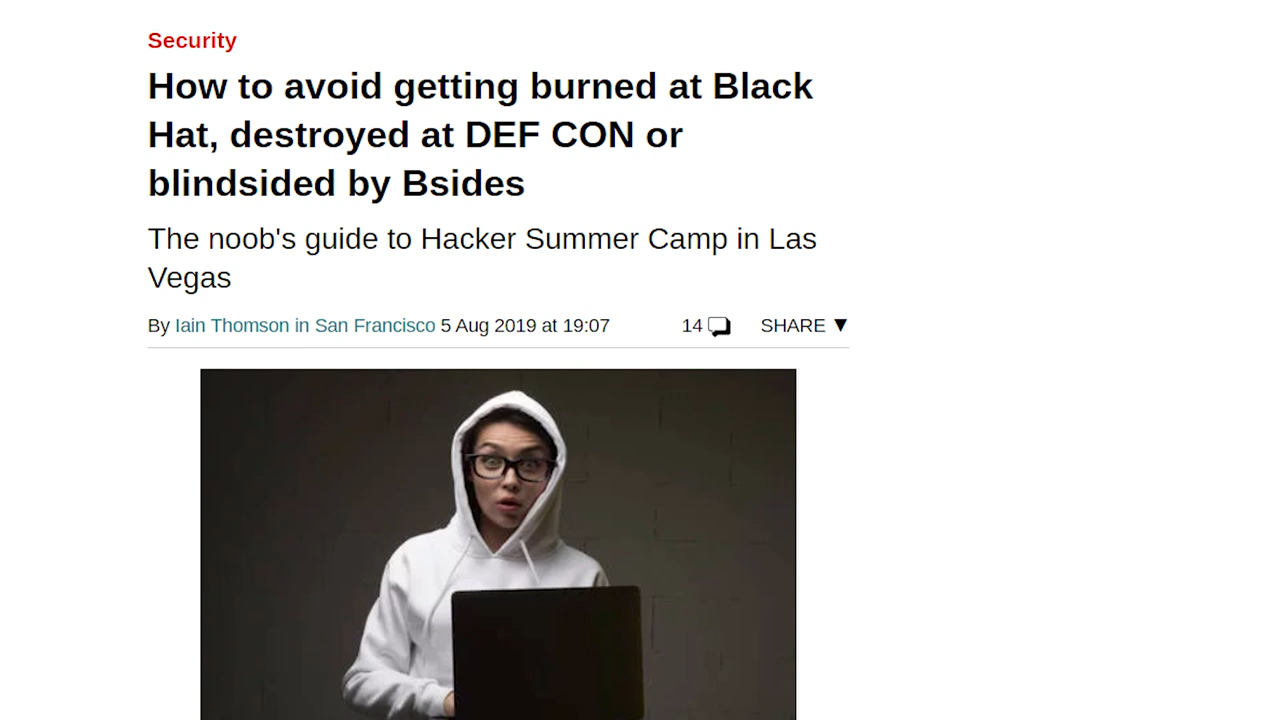 Security
How to avoid getting burned at Black
Hat, destroyed at DEF CON or
blindsided by Bsides
The noob's guide to Hacker Summer Camp in Las
Vegas
By Iain Thomson in San Francisco 5 Aug 2019 at 19:07 14 SHARE ▼